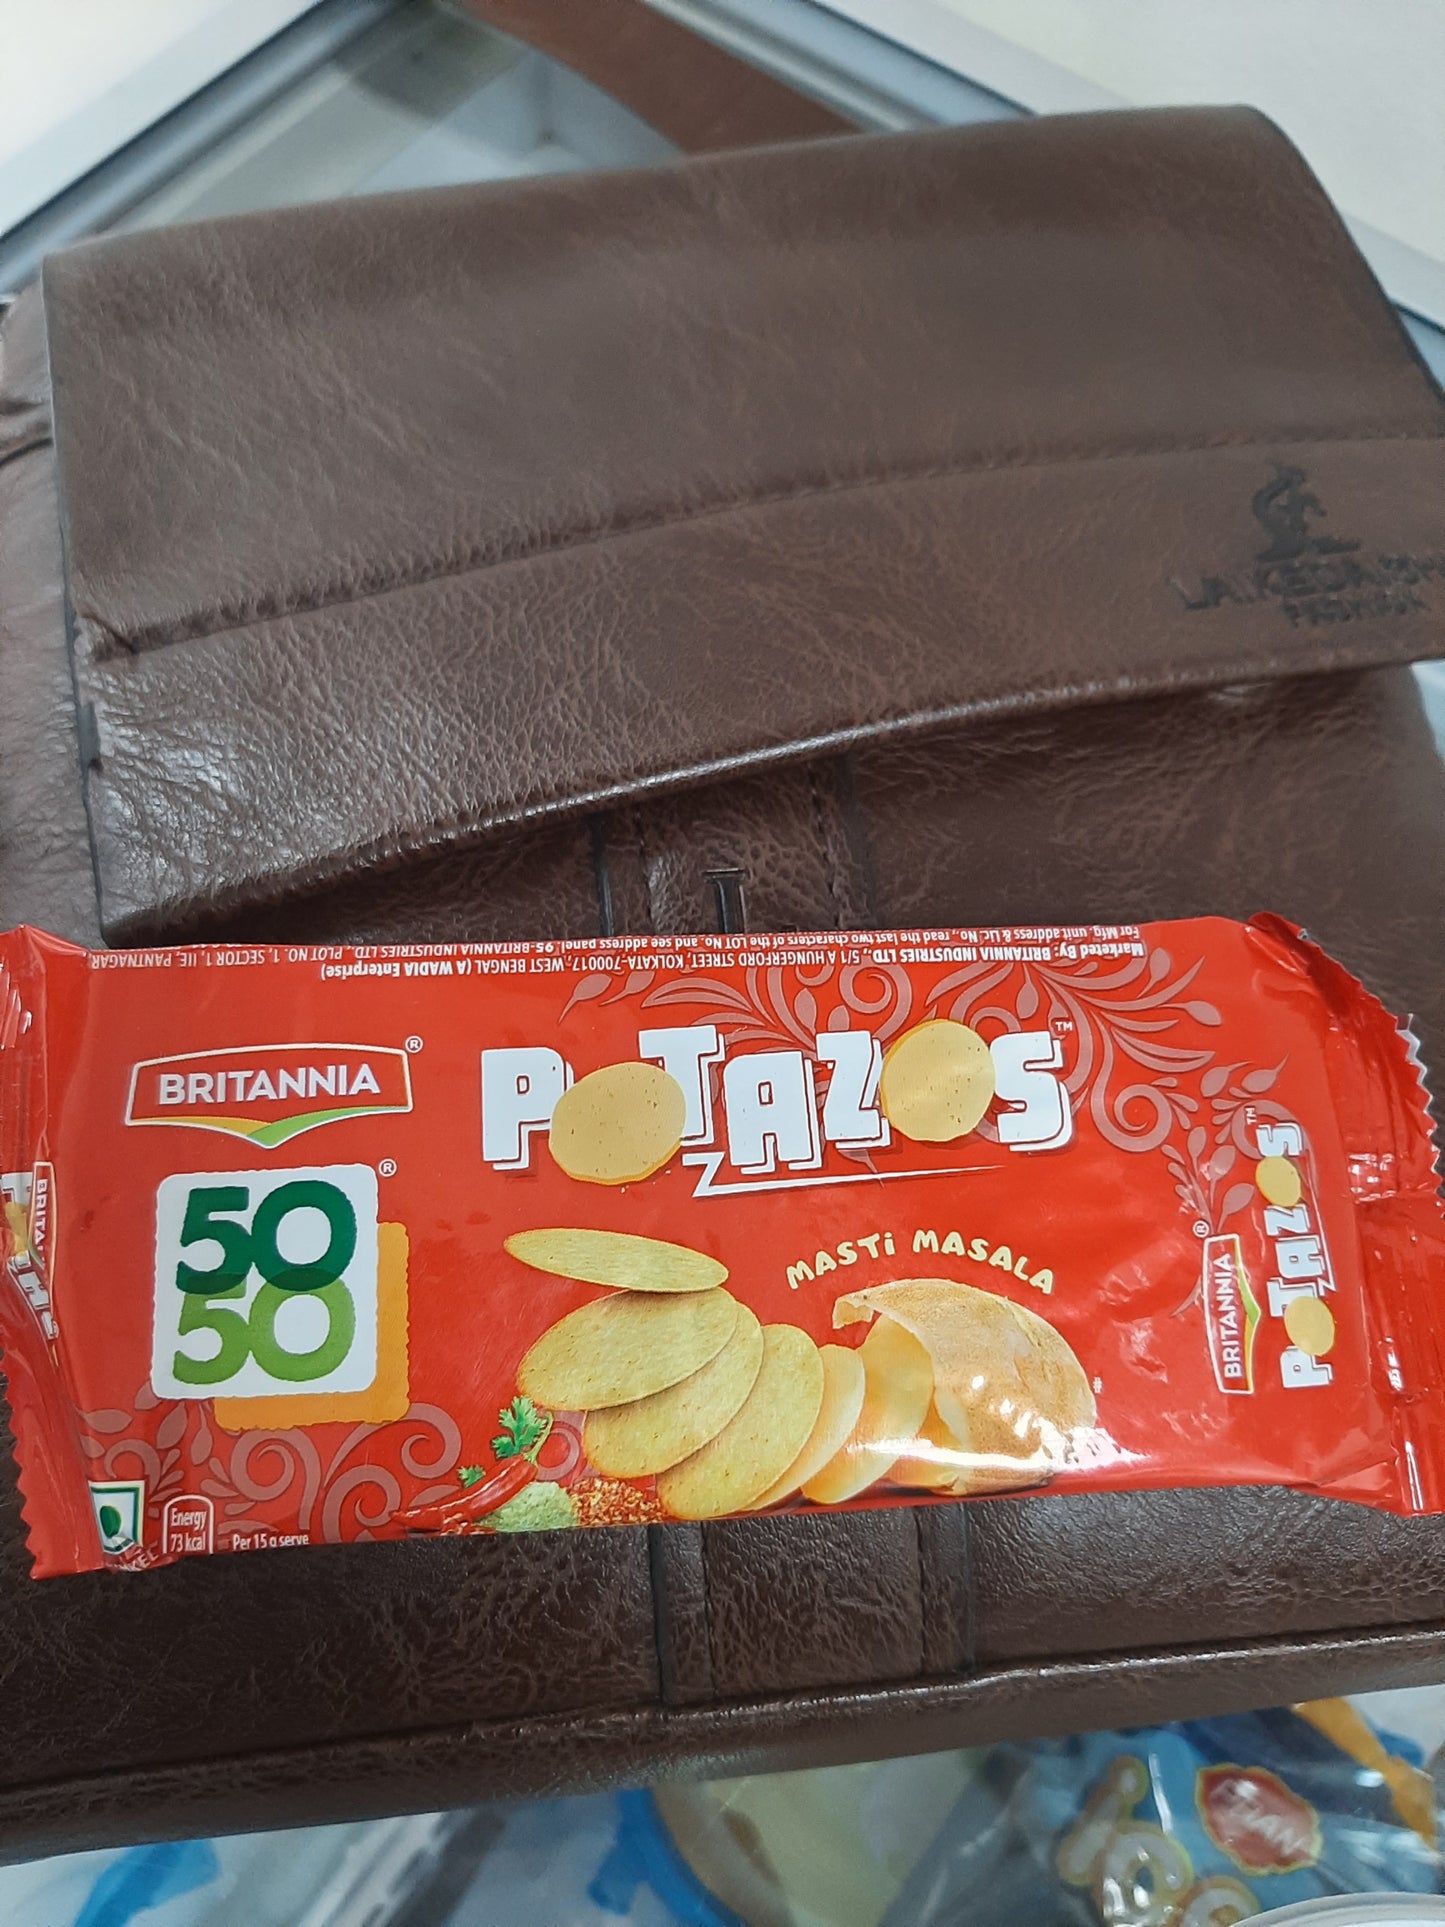 For Mfg. unit address & Lic. No., read the last two characters of the LOT No. and see address panel. 95-BRITANNIA INDUSTRIES LTD., PLOT NO. 1, SECTOR 1, IIE, PANTNAGAR,
Marketed By: BRITANNIA INDUSTRIES LTD., 5/1 A HUNGERFORD STREET, KOLKATA-700017, WEST BENGAL (A WADIA Enterprise)
BRITANNIA®
POTAZOS™
50
50
®
MASTi MASALA
#
BRITANNIA®
POTAZOS™
BRITA
Energy
73 kcal
Per 15 g serve